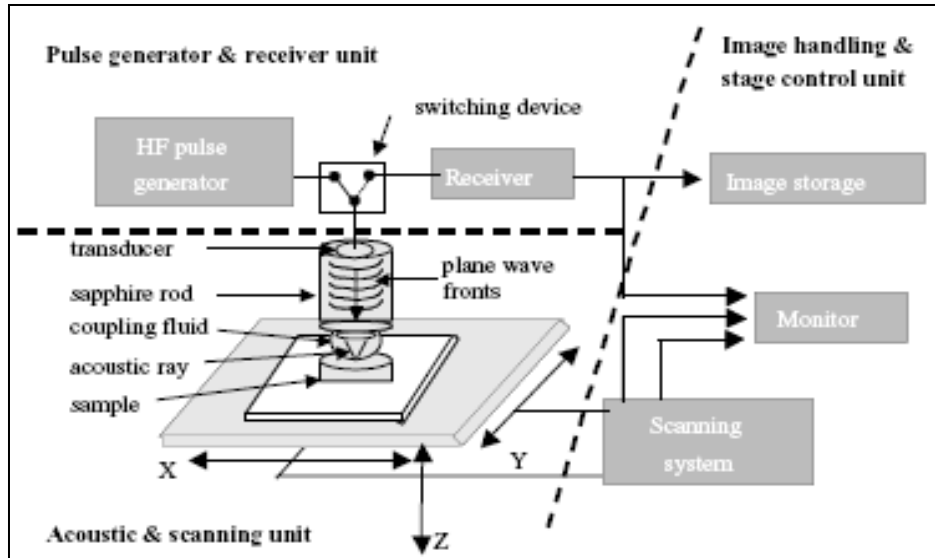 Pulse generator & receiver unit
Image handling &
stage control unit
switching device
HF pulse
generator
Receiver
Image storage
transducer
plane wave
fronts
sapphire rod
coupling fluid
acoustic ray
sample
Monitor
Scanning
system
X
Y
Z
Acoustic & scanning unit